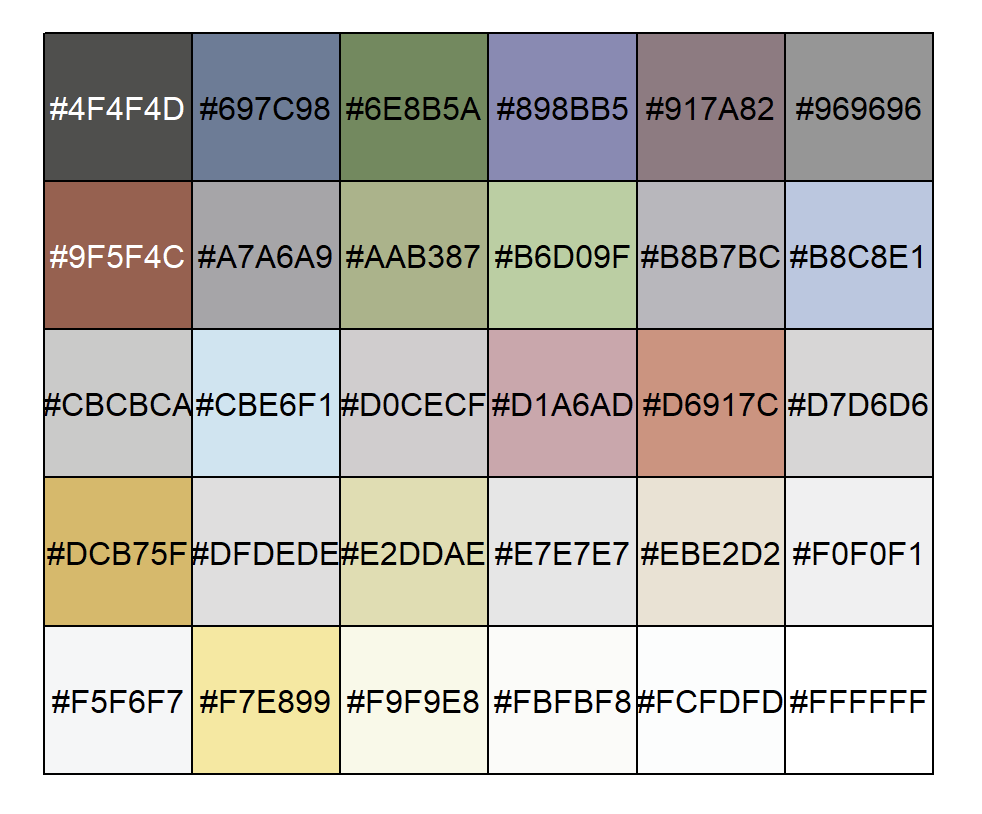 #4F4F4D #697C98 #6E8B5A #898BB5 #917A82 #969696
#9F5F4C #A7A6A9 #AAB387 #B6D09F #B8B7BC #B8C8E1
#CBCBCA #CBE6F1 #D0CECF #D1A6AD #D6917C #D7D6D6
#DCB75F #DFDEDE #E2DDAE #E7E7E7 #EBE2D2 #F0F0F1
#F5F6F7 #F7E899 #F9F9E8 #FBFBF8 #FCFDFD #FFFFFF